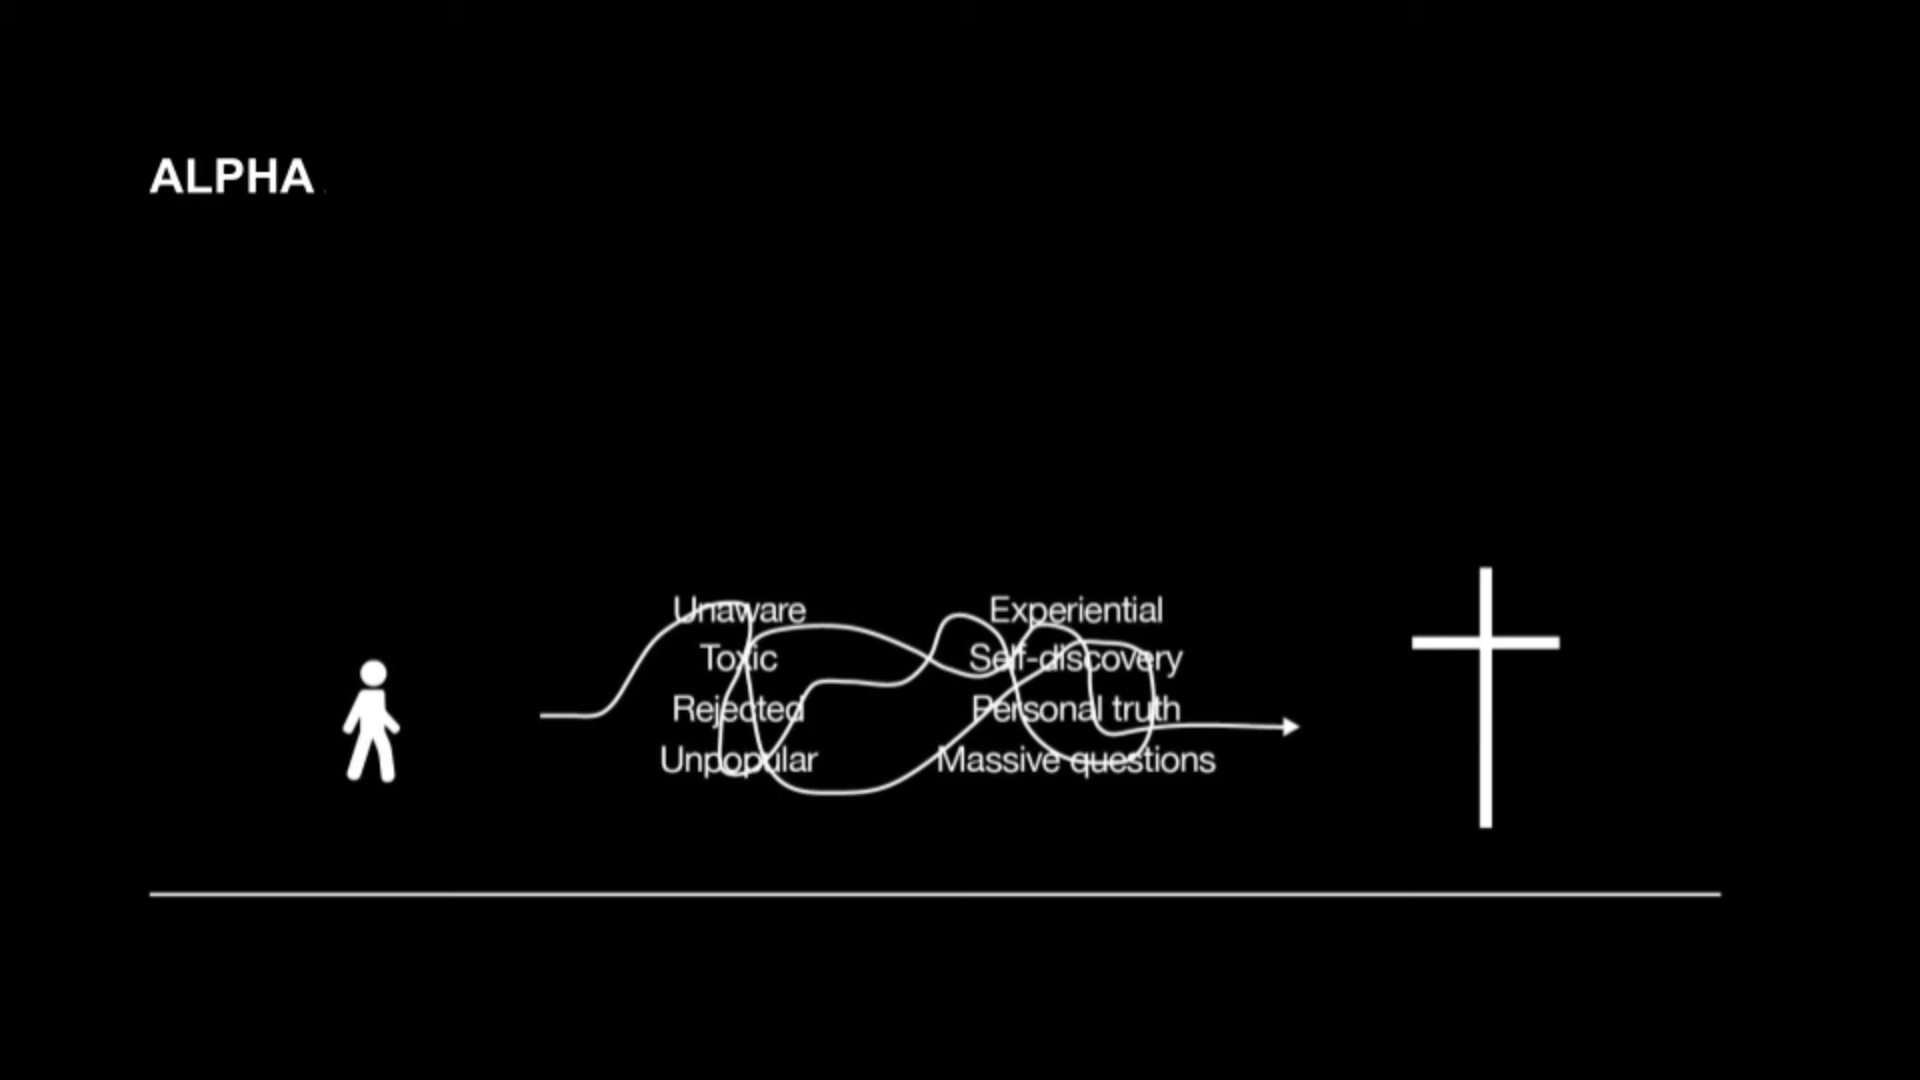 ALPHA
Unaware
Toxic
Rejected
Unpopular
Experiential
Self-discovery
Personal truth
Massive questions